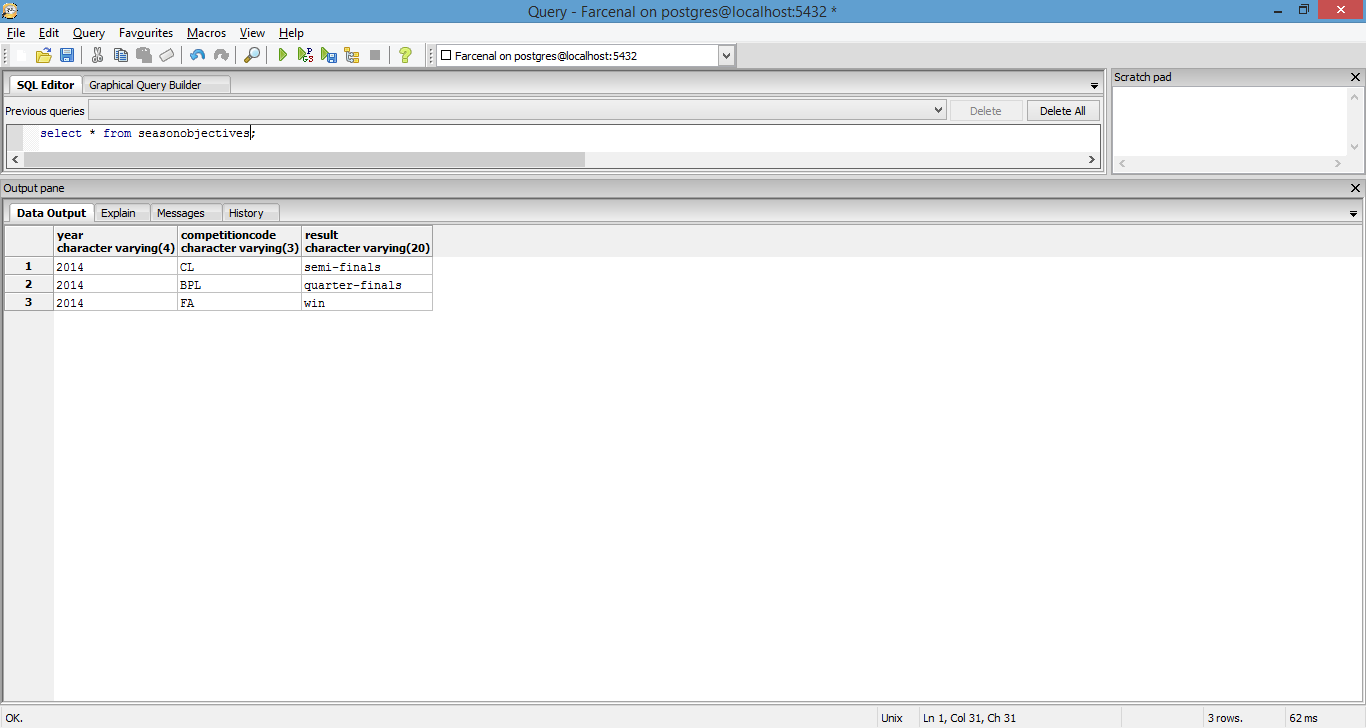 Query - Farcenal on postgres@localhost:5432 *
File Edit Query Favourites Macros View Help
Farcenal on postgres@localhost:5432
SQL Editor Graphical Query Builder
Previous queries Delete Delete All
select * from seasonobjectives;
Scratch pad
Output pane
Data Output Explain Messages History
year competitioncode result
character varying(4) character varying(3) character varying(20)
1 2014 CL semi-finals
2 2014 BPL quarter-finals
3 2014 FA win
OK. Unix Ln 1, Col 31, Ch 31 3 rows. 62 ms